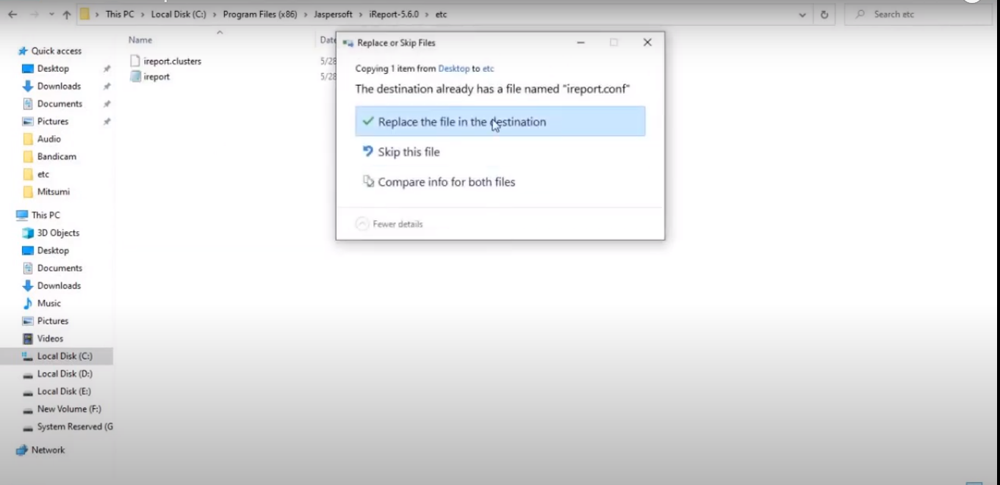 This PC > Local Disk (C:) > Program Files (x86) > Jaspersoft > iReport-5.6.0 > etc
Search etc
Quick access
Desktop
Downloads
Documents
Pictures
Audio
Bandicam
etc
Mitsumi
This PC
3D Objects
Desktop
Documents
Downloads
Music
Pictures
Videos
Local Disk (C:)
Local Disk (D:)
Local Disk (E:)
New Volume (F:)
System Reserved (G
Network
Name
Date
ireport.clusters
5/28
ireport
5/28
Replace or Skip Files
Copying 1 item from Desktop to etc
The destination already has a file named "ireport.conf"
Replace the file in the destination
Skip this file
Compare info for both files
Fewer details